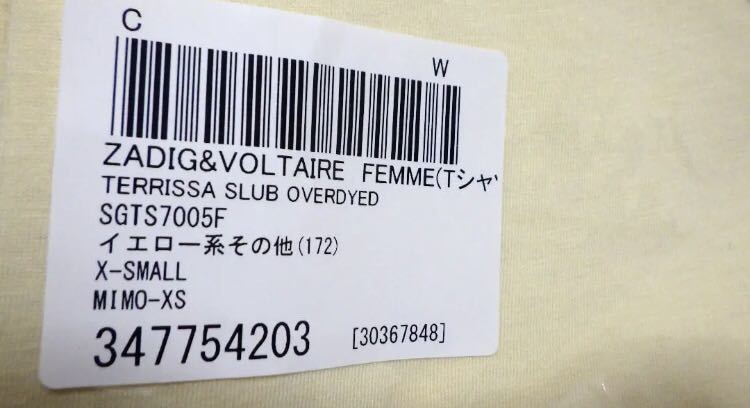 C
W
ZADIG&VOLTAIRE FEMME(Tシャ
TERRISSA SLUB OVERDYED
SGTS7005F
イエロー系その他(172)
X-SMALL
MIMO-XS
347754203 [30367848]